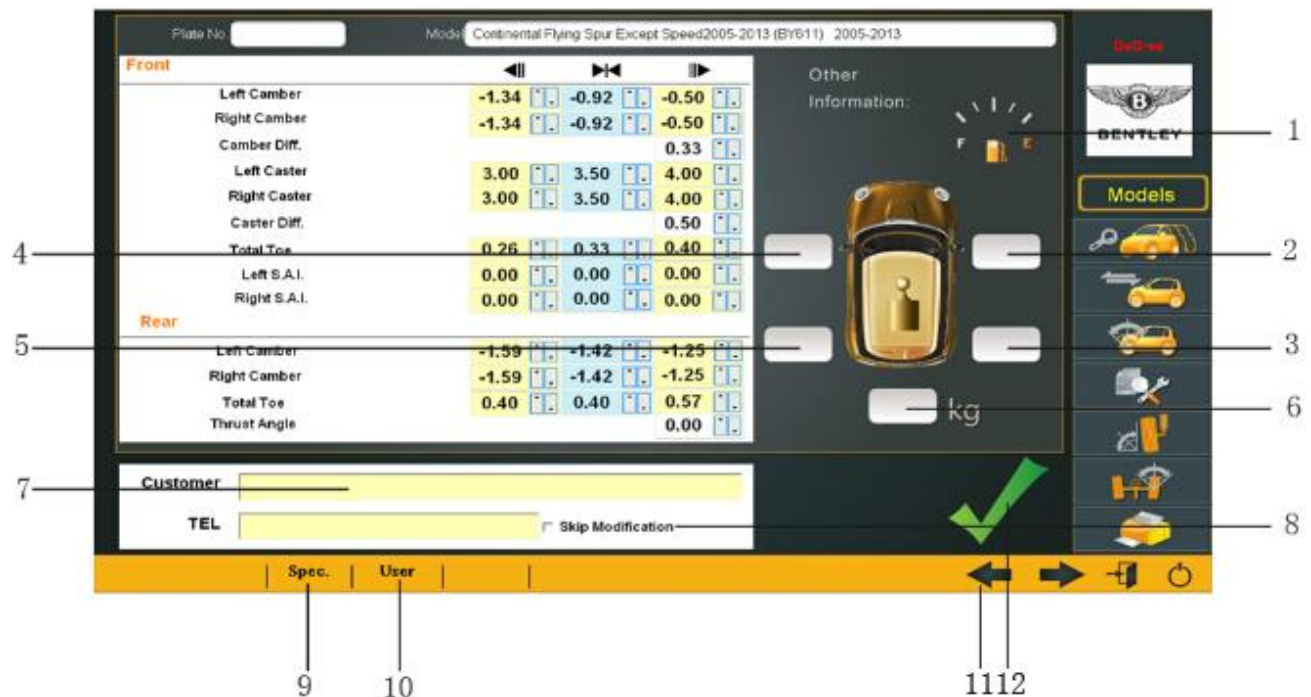 Plate No. Model Continental Flying Spur Except Speed2005-2013 (BY611) 2005-2013
DeGree
Front
Left Camber -1.34 -0.92 -0.50
Right Camber -1.34 -0.92 -0.50
Camber Diff. 0.33
Left Caster 3.00 3.50 4.00
Right Caster 3.00 3.50 4.00
Caster Diff. 0.50
Total Toe 0.26 0.33 0.40
Left S.A.I. 0.00 0.00 0.00
Right S.A.I. 0.00 0.00 0.00
Rear
Left Camber -1.59 -1.42 -1.25
Right Camber -1.59 -1.42 -1.25
Total Toe 0.40 0.40 0.57
Thrust Angle 0.00
Other
Information:
F E
kg
B
BENTLEY
Models
Customer
TEL Skip Modification
Spec. User
1
2
3
4
5
6
7
8
9
10
1112